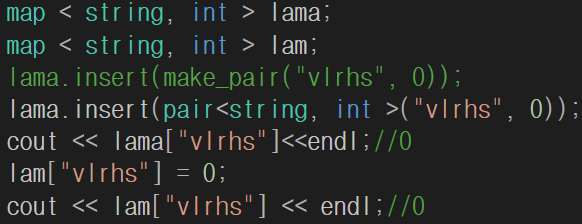 map < string, int > lama;
map < string, int > lam;
lama.insert(make_pair("vlrhs", 0));
lama.insert(pair<string, int >("vlrhs", 0));
cout << lama["vlrhs"]<<endl;//0
lam["vlrhs"] = 0;
cout << lam["vlrhs"] << endl;//0